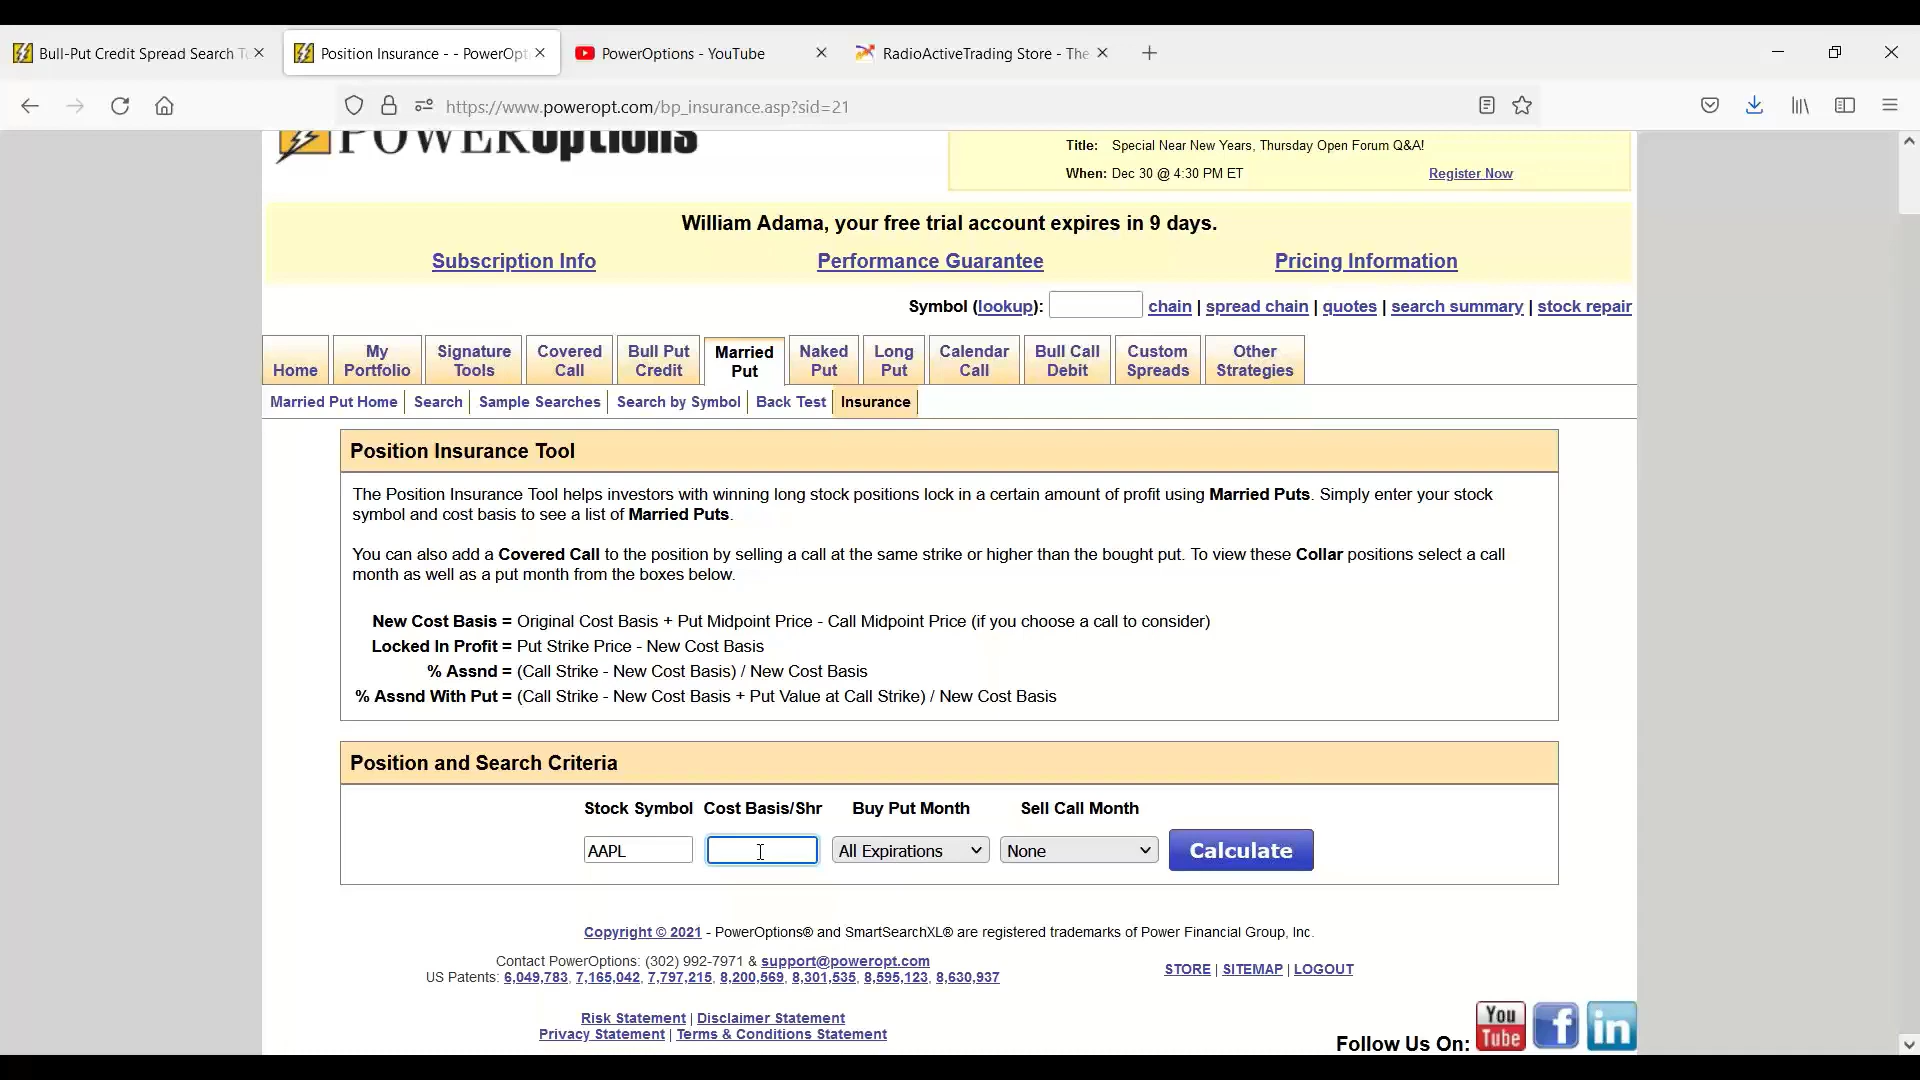 Bull-Put Credit Spread Search T
Position Insurance - - PowerOpt
PowerOptions - YouTube
RadioActiveTrading Store - The
https://www.poweropt.com/bp_insurance.asp?sid=21
POWEROptions
Title: Special Near New Years, Thursday Open Forum Q&A!
When: Dec 30 @ 4:30 PM ET Register Now
William Adama, your free trial account expires in 9 days.
Subscription Info Performance Guarantee Pricing Information
Symbol (lookup): chain | spread chain | quotes | search summary | stock repair
Home
My Portfolio
Signature Tools
Covered Call
Bull Put Credit
Married Put
Naked Put
Long Put
Calendar Call
Bull Call Debit
Custom Spreads
Other Strategies
Married Put Home Search Sample Searches Search by Symbol Back Test Insurance
Position Insurance Tool
The Position Insurance Tool helps investors with winning long stock positions lock in a certain amount of profit using Married Puts. Simply enter your stock
symbol and cost basis to see a list of Married Puts.
You can also add a Covered Call to the position by selling a call at the same strike or higher than the bought put. To view these Collar positions select a call
month as well as a put month from the boxes below.
New Cost Basis = Original Cost Basis + Put Midpoint Price - Call Midpoint Price (if you choose a call to consider)
Locked In Profit = Put Strike Price - New Cost Basis
% Assnd = (Call Strike - New Cost Basis) / New Cost Basis
% Assnd With Put = (Call Strike - New Cost Basis + Put Value at Call Strike) / New Cost Basis
Position and Search Criteria
Stock Symbol Cost Basis/Shr Buy Put Month Sell Call Month
AAPL All Expirations None Calculate
Copyright © 2021 - PowerOptions® and SmartSearchXL® are registered trademarks of Power Financial Group, Inc.
Contact PowerOptions: (302) 992-7971 & support@poweropt.com
US Patents: 6,049,783, 7,165,042, 7,797,215, 8,200,569, 8,301,535, 8,595,123, 8,630,937
STORE | SITEMAP | LOGOUT
Risk Statement | Disclaimer Statement
Privacy Statement | Terms & Conditions Statement
Follow Us On:
You Tube
f
in